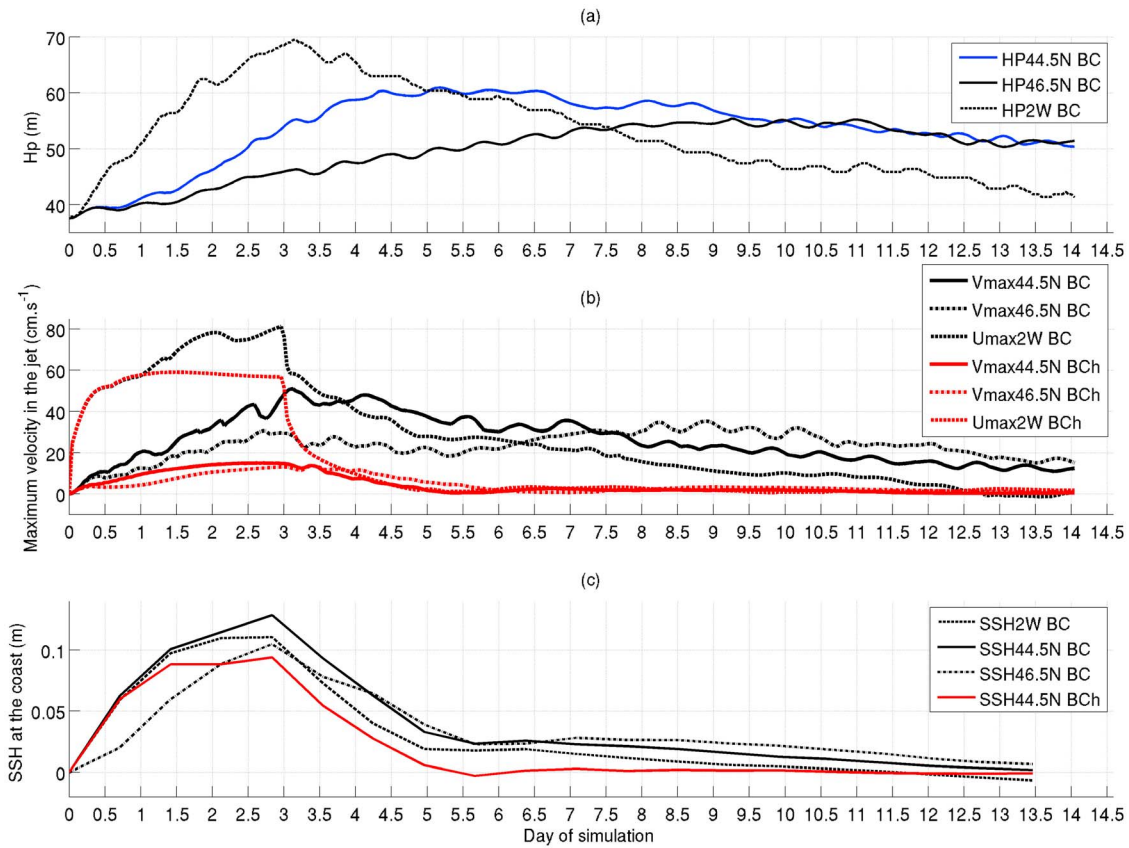 (a)
Hp (m)
70
60
50
40
HP44.5N BC
HP46.5N BC
HP2W BC
0 0.5 1 1.5 2 2.5 3 3.5 4 4.5 5 5.5 6 6.5 7 7.5 8 8.5 9 9.5 10 10.5 11 11.5 12 12.5 13 13.5 14 14.5
(b)
Maximum velocity in the jet (cm.s⁻¹)
80
60
40
20
0
Vmax44.5N BC
Vmax46.5N BC
Umax2W BC
Vmax44.5N BCh
Vmax46.5N BCh
Umax2W BCh
0 0.5 1 1.5 2 2.5 3 3.5 4 4.5 5 5.5 6 6.5 7 7.5 8 8.5 9 9.5 10 10.5 11 11.5 12 12.5 13 13.5 14 14.5
(c)
SSH at the coast (m)
0.1
0.05
0
SSH2W BC
SSH44.5N BC
SSH46.5N BC
SSH44.5N BCh
0 0.5 1 1.5 2 2.5 3 3.5 4 4.5 5 5.5 6 6.5 7 7.5 8 8.5 9 9.5 10 10.5 11 11.5 12 12.5 13 13.5 14 14.5
Day of simulation